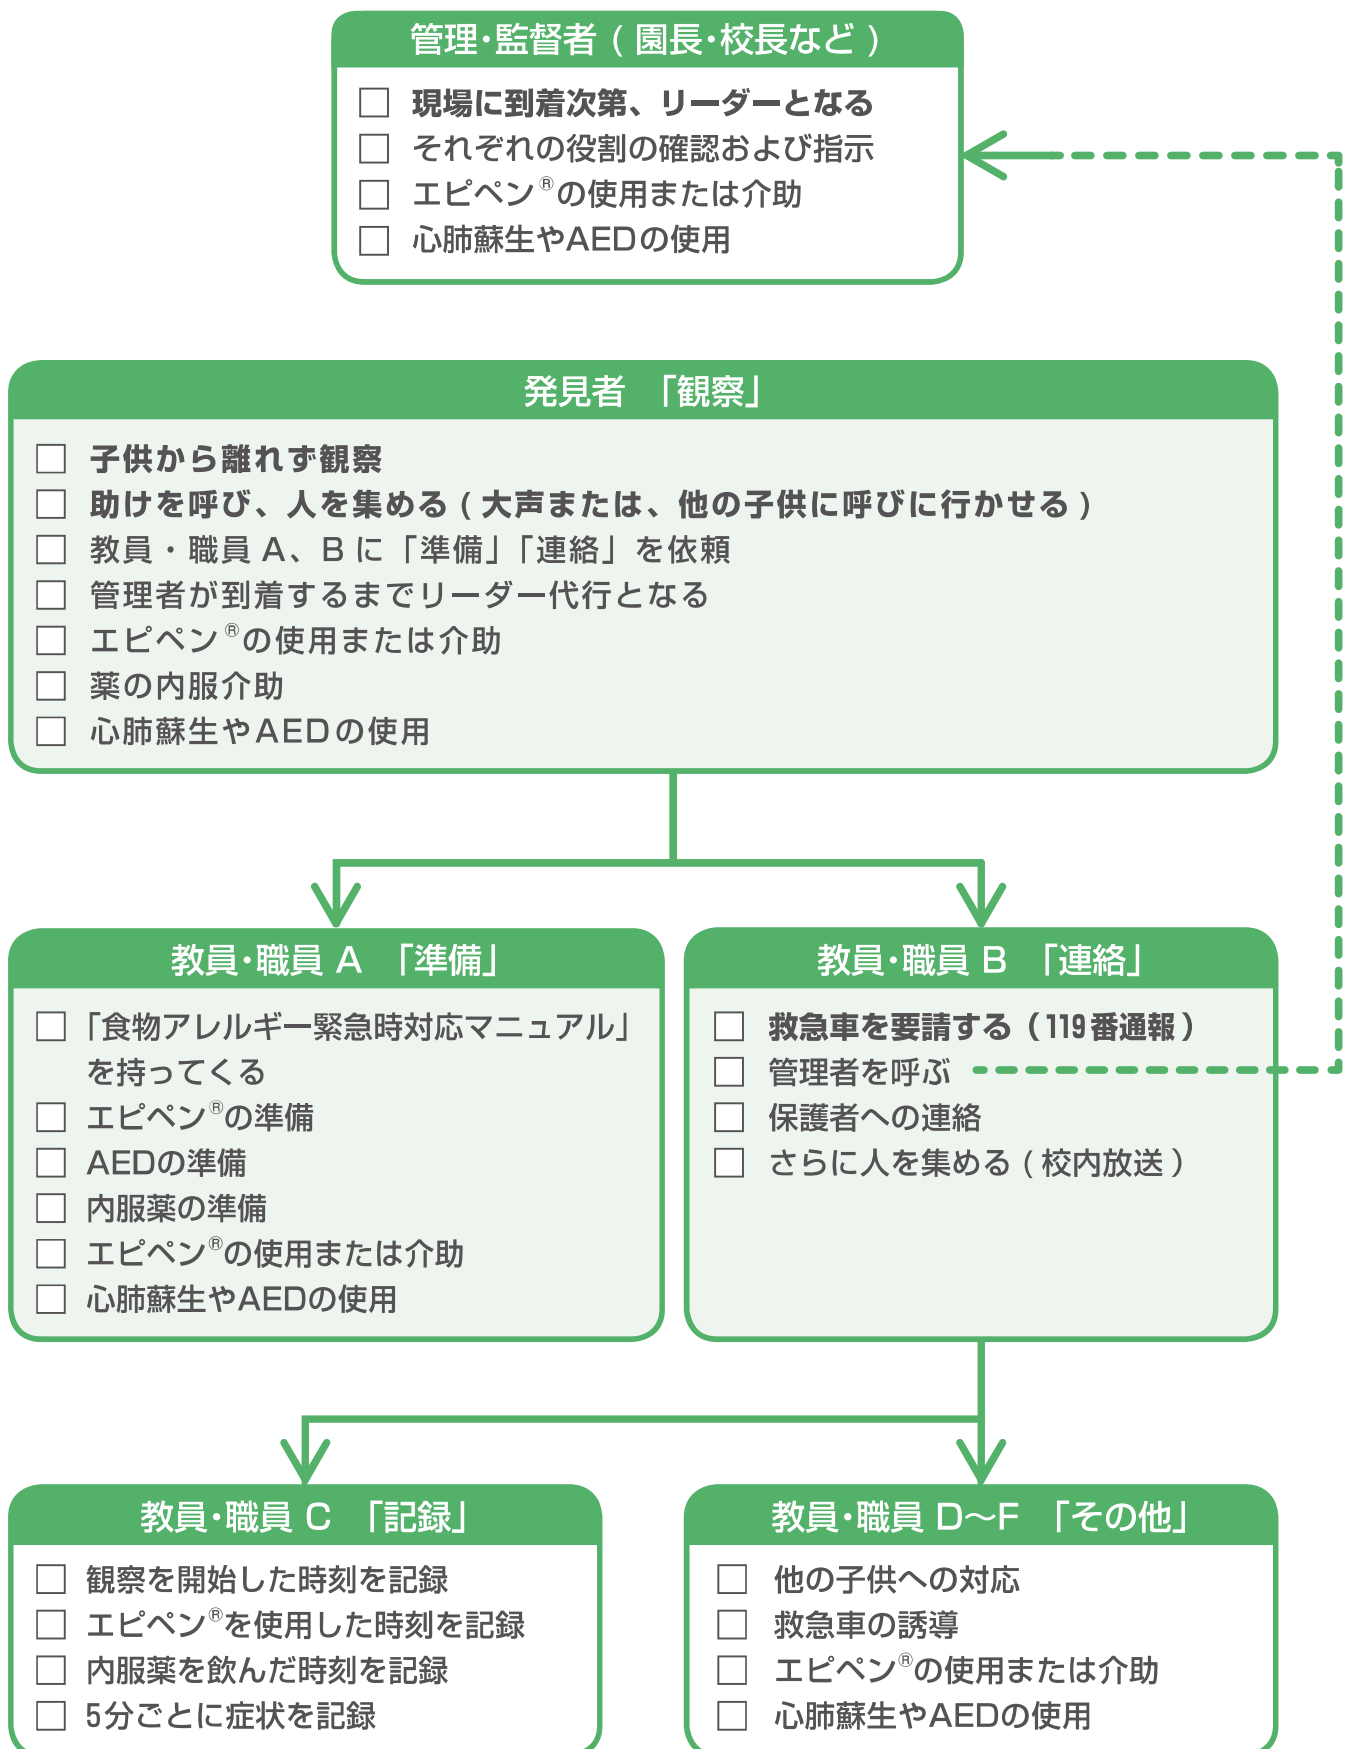 管理・監督者（園長・校長など）
□ 現場に到着次第、リーダーとなる
□ それぞれの役割の確認および指示
□ エピペン®の使用または介助
□ 心肺蘇生やAEDの使用
発見者 「観察」
□ 子供から離れず観察
□ 助けを呼び、人を集める（大声または、他の子供に呼びに行かせる）
□ 教員・職員 A、B に「準備」「連絡」を依頼
□ 管理者が到着するまでリーダー代行となる
□ エピペン®の使用または介助
□ 薬の内服介助
□ 心肺蘇生やAEDの使用
教員・職員 A 「準備」
□ 「食物アレルギー緊急時対応マニュアル」
を持ってくる
□ エピペン®の準備
□ AEDの準備
□ 内服薬の準備
□ エピペン®の使用または介助
□ 心肺蘇生やAEDの使用
教員・職員 B 「連絡」
□ 救急車を要請する（119番通報）
□ 管理者を呼ぶ
□ 保護者への連絡
□ さらに人を集める（校内放送）
教員・職員 C 「記録」
□ 観察を開始した時刻を記録
□ エピペン®を使用した時刻を記録
□ 内服薬を飲んだ時刻を記録
□ 5分ごとに症状を記録
教員・職員 D～F 「その他」
□ 他の子供への対応
□ 救急車の誘導
□ エピペン®の使用または介助
□ 心肺蘇生やAEDの使用